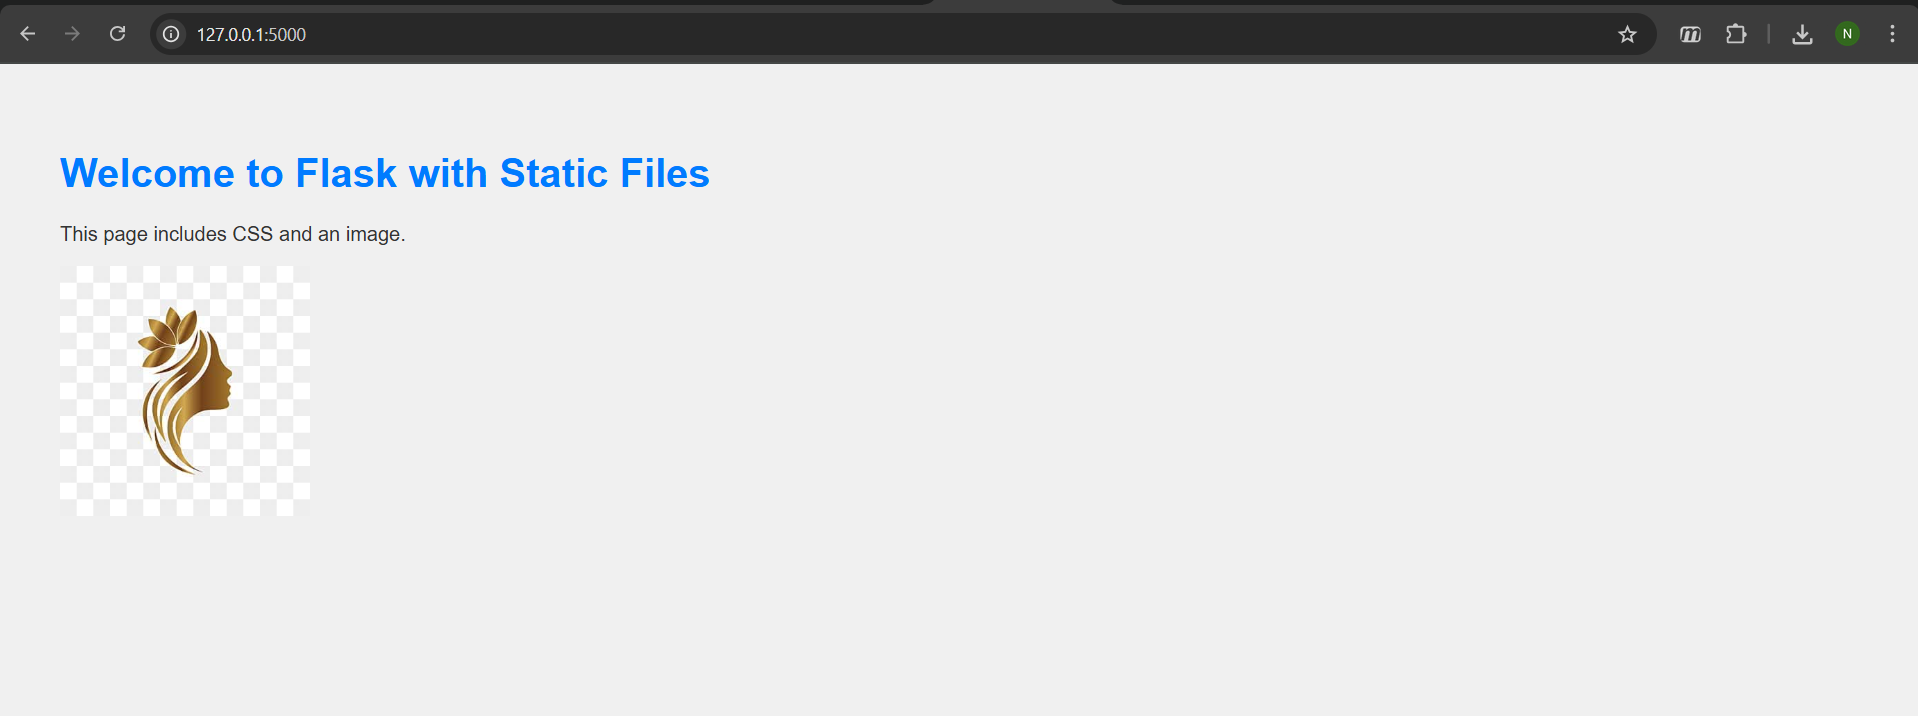 127.0.0.1:5000
N
Welcome to Flask with Static Files
This page includes CSS and an image.